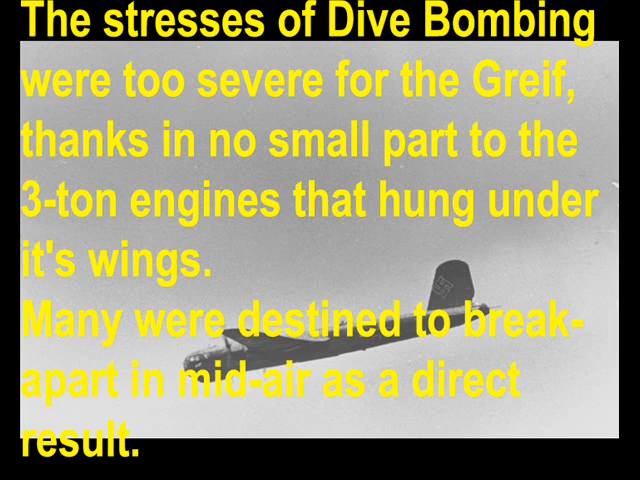 The stresses of Dive Bombing
were too severe for the Greif,
thanks in no small part to the
3-ton engines that hung under
it's wings.
Many were destined to break-
apart in mid-air as a direct
result.